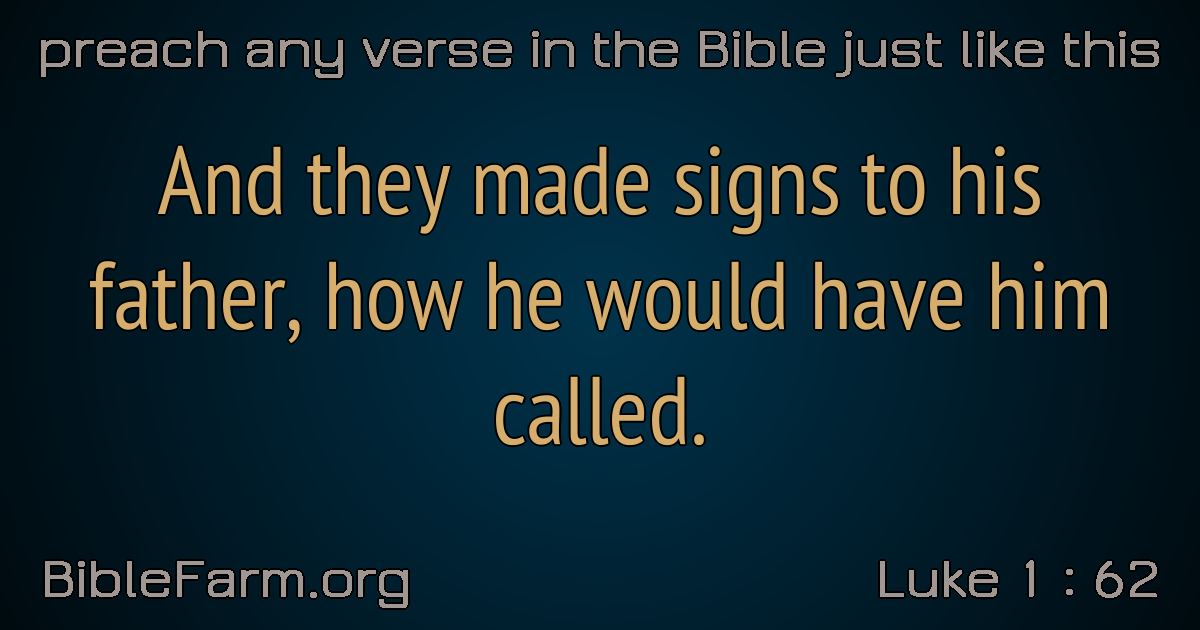 preach any verse in the Bible just like this
And they made signs to his
father, how he would have him
called.
BibleFarm.org
Luke 1 : 62